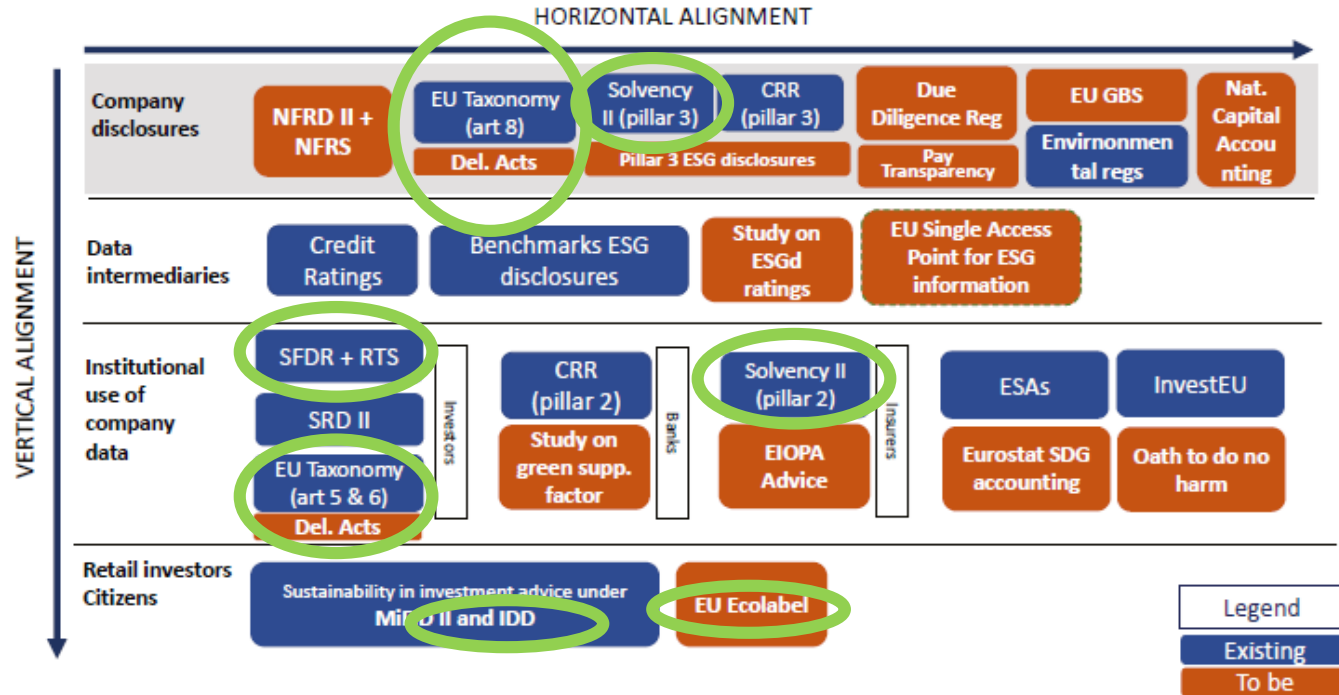 HORIZONTAL ALIGNMENT
VERTICAL ALIGNMENT
Company
disclosures
NFRD II +
NFRS
EU Taxonomy
(art 8)
Del. Acts
Solvency
II (pillar 3)
CRR
(pillar 3)
Pillar 3 ESG disclosures
Due
Diligence Reg
Pay
Transparency
EU GBS
Envirnonmen
tal regs
Nat.
Capital
Accou
nting
Data
intermediaries
Credit
Ratings
Benchmarks ESG
disclosures
Study on
ESGd
ratings
EU Single Access
Point for ESG
information
Institutional
use of
company
data
SFDR + RTS
SRD II
EU Taxonomy
(art 5 & 6)
Del. Acts
Investors
CRR
(pillar 2)
Study on
green supp.
factor
Banks
Solvency II
(pillar 2)
EIOPA
Advice
Insurers
ESAs
Eurostat SDG
accounting
InvestEU
Oath to do no
harm
Retail investors
Citizens
Sustainability in investment advice under
MiFID II and IDD
EU Ecolabel
Legend
Existing
To be